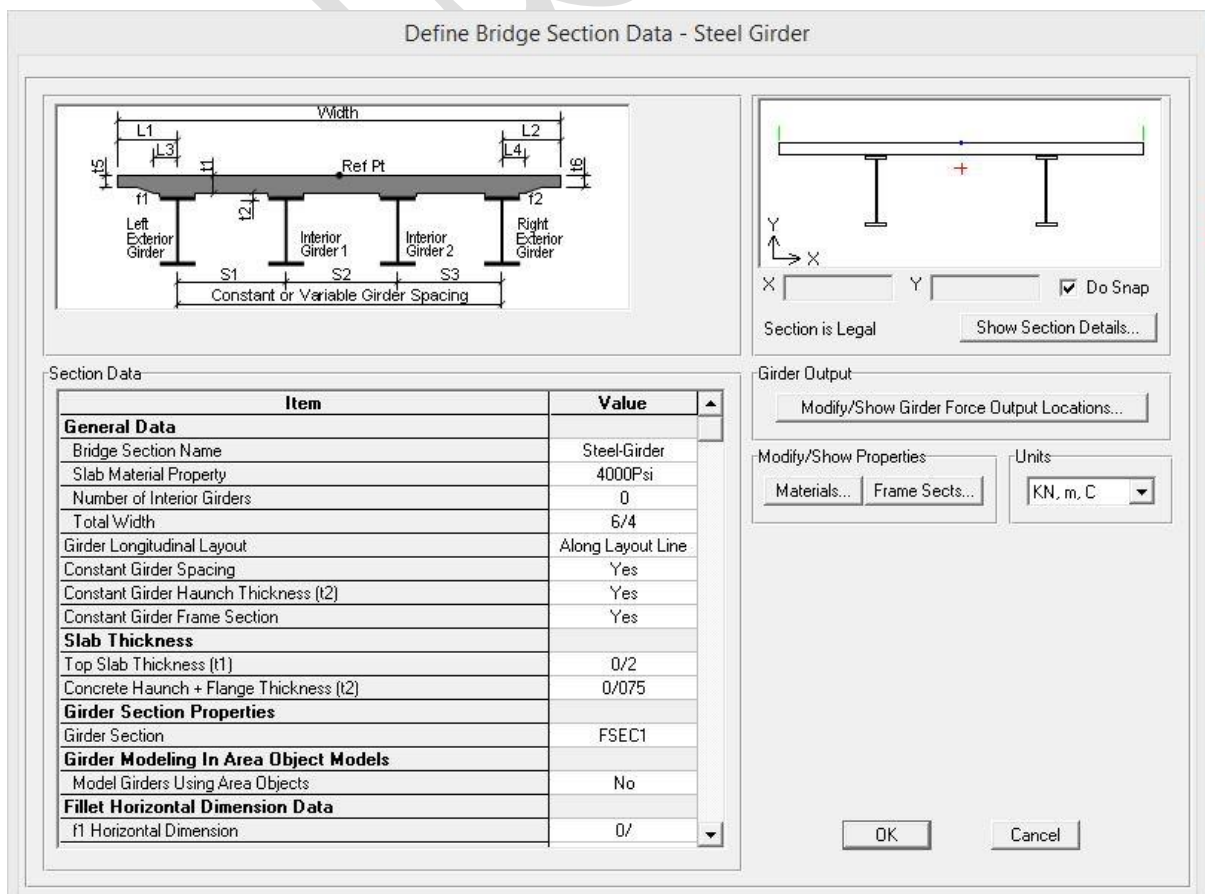 Define Bridge Section Data - Steel Girder
Width
L1
L2
L3
L4
t5
t1
t6
Ref Pt
f1
t2
f2
Left Exterior Girder
Interior Girder 1
Interior Girder 2
Right Exterior Girder
S1
S2
S3
Constant or Variable Girder Spacing
Y
X
X
Y
Do Snap
Section is Legal
Show Section Details...
Section Data
Item Value
General Data
Bridge Section Name Steel-Girder
Slab Material Property 4000Psi
Number of Interior Girders 0
Total Width 6/4
Girder Longitudinal Layout Along Layout Line
Constant Girder Spacing Yes
Constant Girder Haunch Thickness (t2) Yes
Constant Girder Frame Section Yes
Slab Thickness
Top Slab Thickness (t1) 0/2
Concrete Haunch + Flange Thickness (t2) 0/075
Girder Section Properties
Girder Section FSEC1
Girder Modeling In Area Object Models
Model Girders Using Area Objects No
Fillet Horizontal Dimension Data
f1 Horizontal Dimension 0/
Girder Output
Modify/Show Girder Force Output Locations...
Modify/Show Properties
Materials...
Frame Sects...
Units
KN, m, C
OK
Cancel